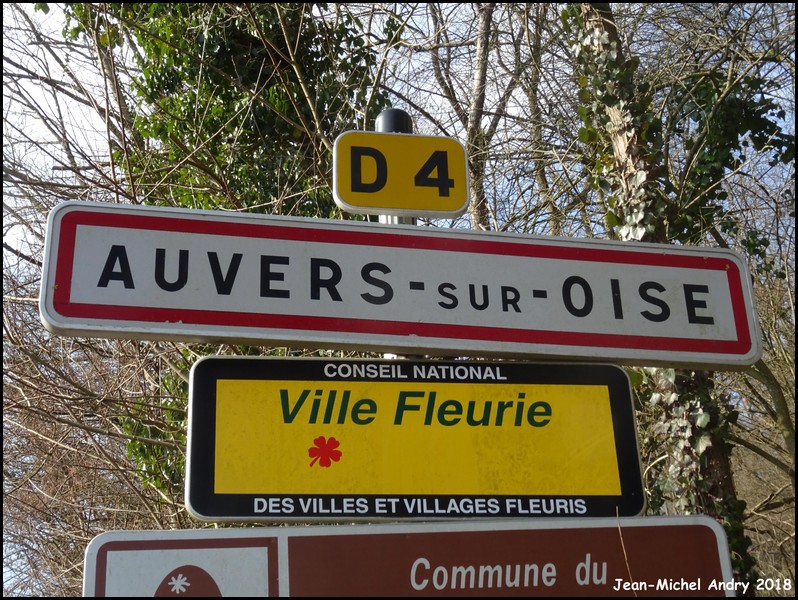 D 4
AUVERS-SUR-OISE
CONSEIL NATIONAL
Ville Fleurie
DES VILLES ET VILLAGES FLEURIS
Commune du
Jean-Michel Andry 2018